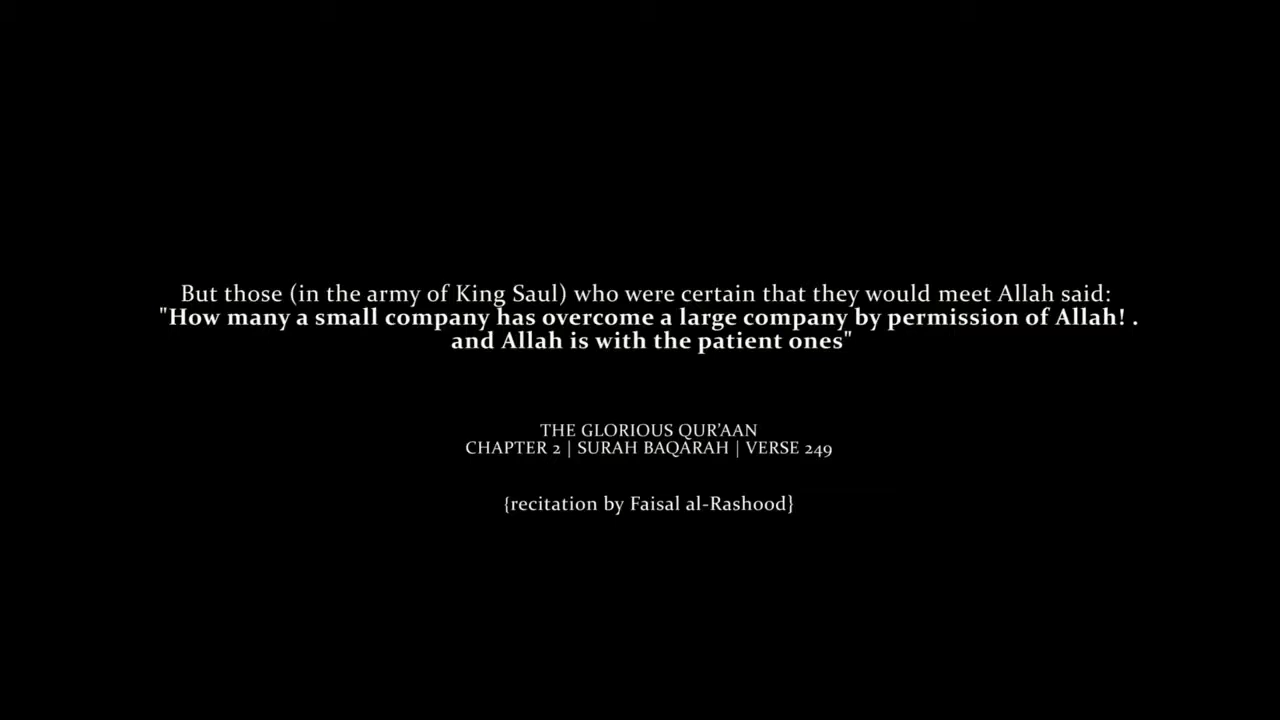 But those (in the army of King Saul) who were certain that they would meet Allah said:
"How many a small company has overcome a large company by permission of Allah! .
and Allah is with the patient ones"
THE GLORIOUS QUR'AAN
CHAPTER 2 | SURAH BAQARAH | VERSE 249
{recitation by Faisal al-Rashood}